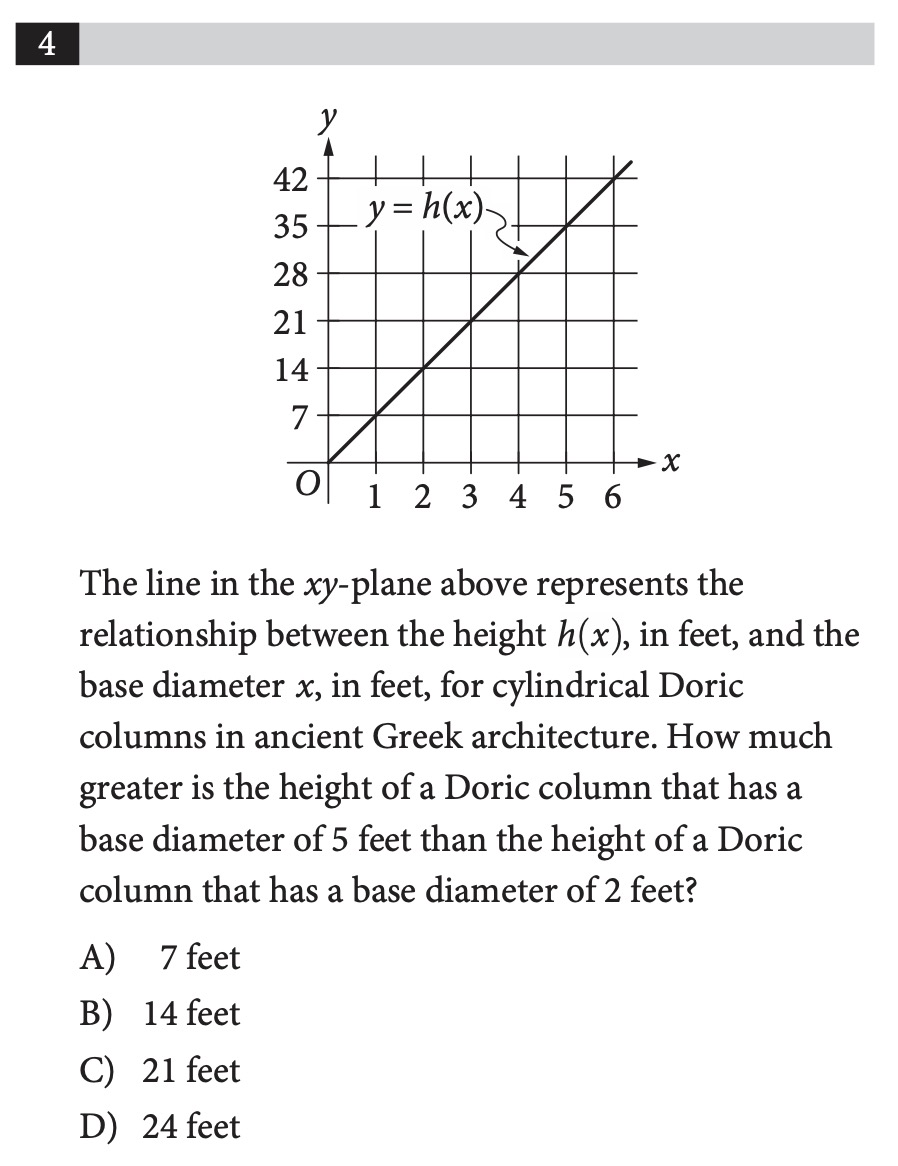 4
y
42
y = h(x)
35
28
21
14
7
x
O
1 2 3 4 5 6
The line in the xy-plane above represents the
relationship between the height h(x), in feet, and the
base diameter x, in feet, for cylindrical Doric
columns in ancient Greek architecture. How much
greater is the height of a Doric column that has a
base diameter of 5 feet than the height of a Doric
column that has a base diameter of 2 feet?
A) 7 feet
B) 14 feet
C) 21 feet
D) 24 feet